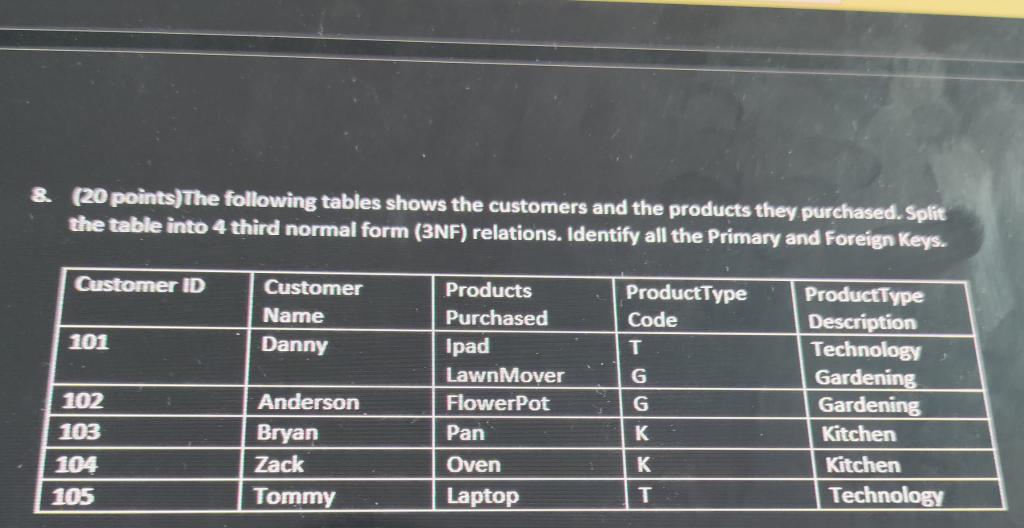 8. (20 points)The following tables shows the customers and the products they purchased. Split
the table into 4 third normal form (3NF) relations. Identify all the Primary and Foreign Keys.
Customer ID Customer Products ProductType ProductType
Name Purchased Code Description
101 Danny Ipad T Technology
LawnMover G Gardening
102 Anderson FlowerPot G Gardening
103 Bryan Pan K Kitchen
104 Zack Oven K Kitchen
105 Tommy Laptop T Technology